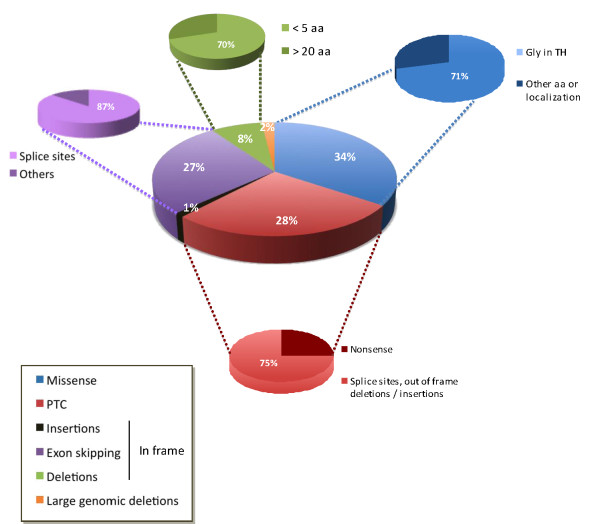 < 5 aa
70%
> 20 aa
Gly in TH
71%
Other aa or
localization
87%
Splice sites
Others
2%
8%
34%
27%
1%
28%
Nonsense
75%
Splice sites, out of frame
deletions / insertions
Missense
PTC
Insertions
Exon skipping
In frame
Deletions
Large genomic deletions